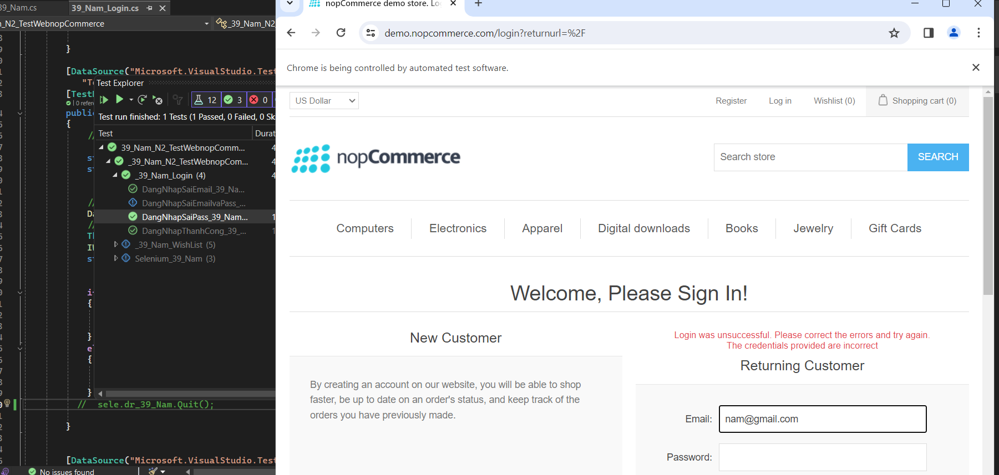 39_Nam.cs
39_Nam_Login.cs
_N2_TestWebnopCommerce
_39_Nam_N2_
}
[DataSource("Microsoft.VisualStudio.Test
[Test
0 refer
public
{
//
}
{
}
// sele.dr_39_Nam.Quit();
}
[DataSource("Microsoft.VisualStudio.Test
No issues found
Test Explorer
12
3
0
Test run finished: 1 Tests (1 Passed, 0 Failed, 0 Sk
Test
Durat
39_Nam_N2_TestWebnopComm...
4
_39_Nam_N2_TestWebnopCom...
4
_39_Nam_Login (4)
4
DangNhapSaiEmail_39_Na...
DangNhapSaiEmailvaPass_...
DangNhapSaiPass_39_Nam...
1
DangNhapThanhCong_39_...
1
_39_Nam_WishList (5)
Selenium_39_Nam (3)
nopCommerce demo store. Lo
demo.nopcommerce.com/login?returnurl=%2F
Chrome is being controlled by automated test software.
US Dollar
Register
Log in
Wishlist (0)
Shopping cart (0)
nopCommerce
Search store
SEARCH
Computers
Electronics
Apparel
Digital downloads
Books
Jewelry
Gift Cards
Welcome, Please Sign In!
New Customer
By creating an account on our website, you will be able to shop
faster, be up to date on an order's status, and keep track of the
orders you have previously made.
Login was unsuccessful. Please correct the errors and try again.
The credentials provided are incorrect
Returning Customer
Email:
nam@gmail.com
Password: